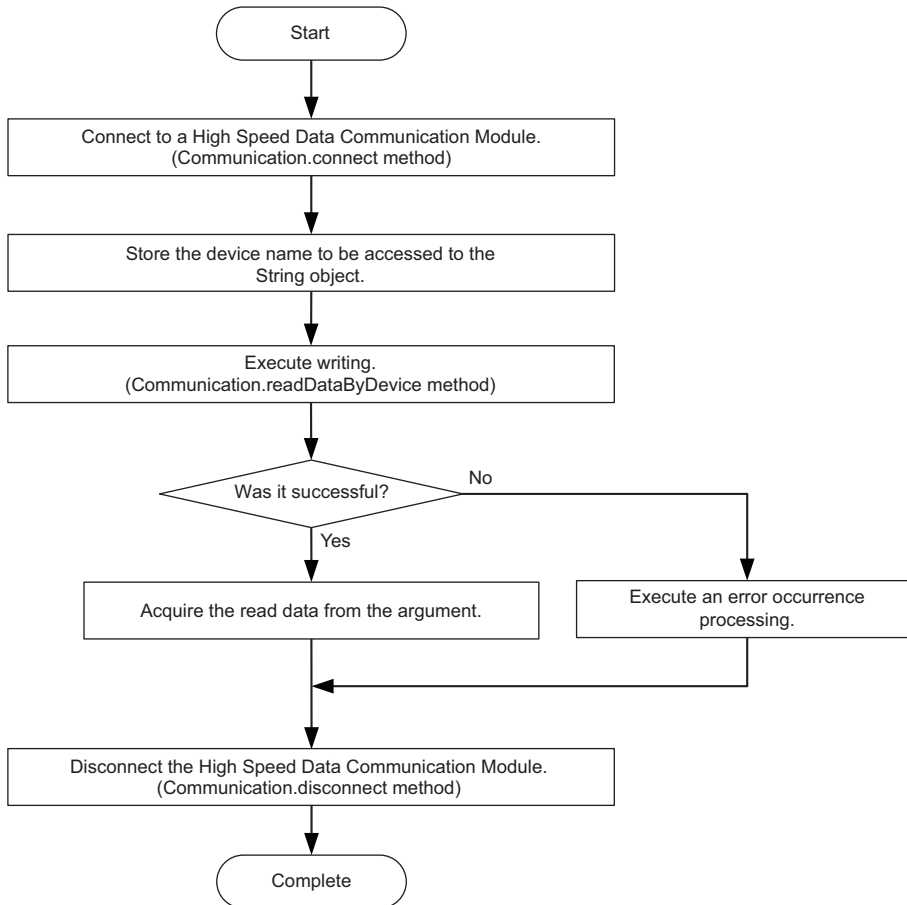 Start
Connect to a High Speed Data Communication Module.
(Communication.connect method)
Store the device name to be accessed to the
String object.
Execute writing.
(Communication.readDataByDevice method)
Was it successful?
No
Yes
Acquire the read data from the argument.
Execute an error occurrence
processing.
Disconnect the High Speed Data Communication Module.
(Communication.disconnect method)
Complete